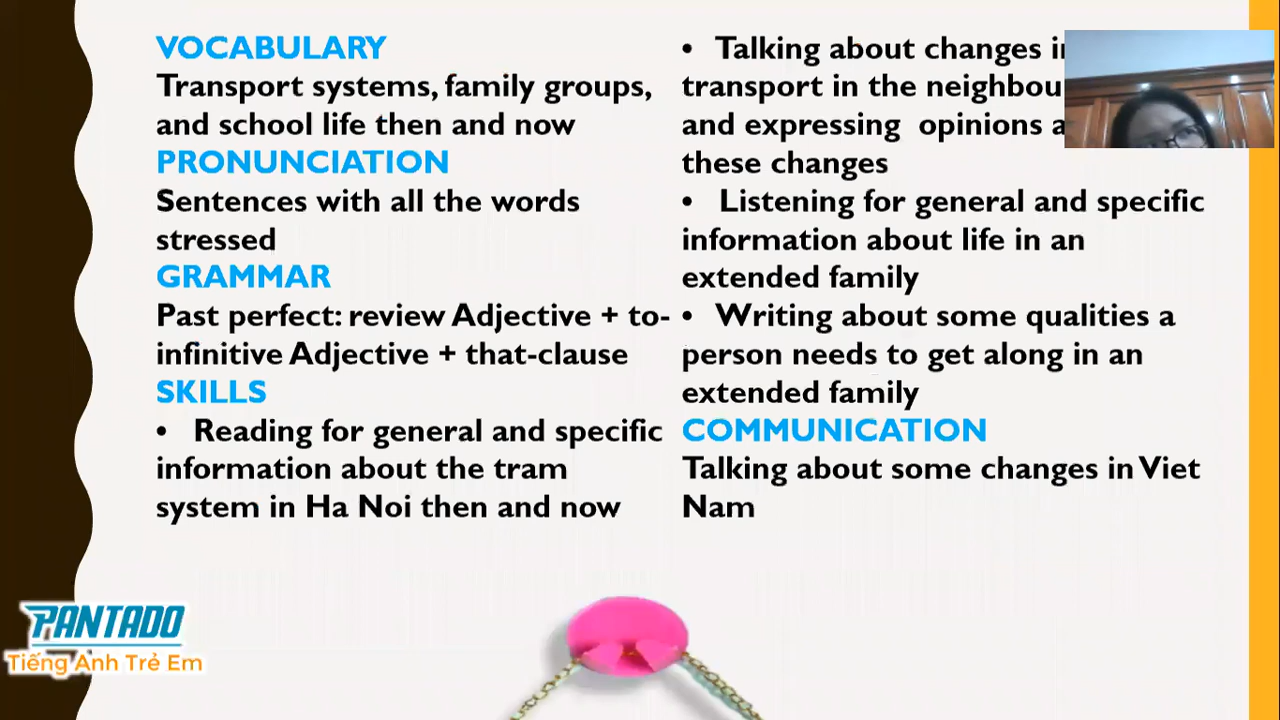 VOCABULARY
Transport systems, family groups,
and school life then and now
PRONUNCIATION
Sentences with all the words
stressed
GRAMMAR
Past perfect: review Adjective + to-
infinitive Adjective + that-clause
SKILLS
• Reading for general and specific
information about the tram
system in Ha Noi then and now
• Talking about changes
transport in the
and expressing opinions
these changes
• Listening for general and specific
information about life in an
extended family
• Writing about some qualities a
person needs to get along in an
extended family
COMMUNICATION
Talking about some changes in Viet
Nam
PANTADO
Tiếng Anh Trẻ Em